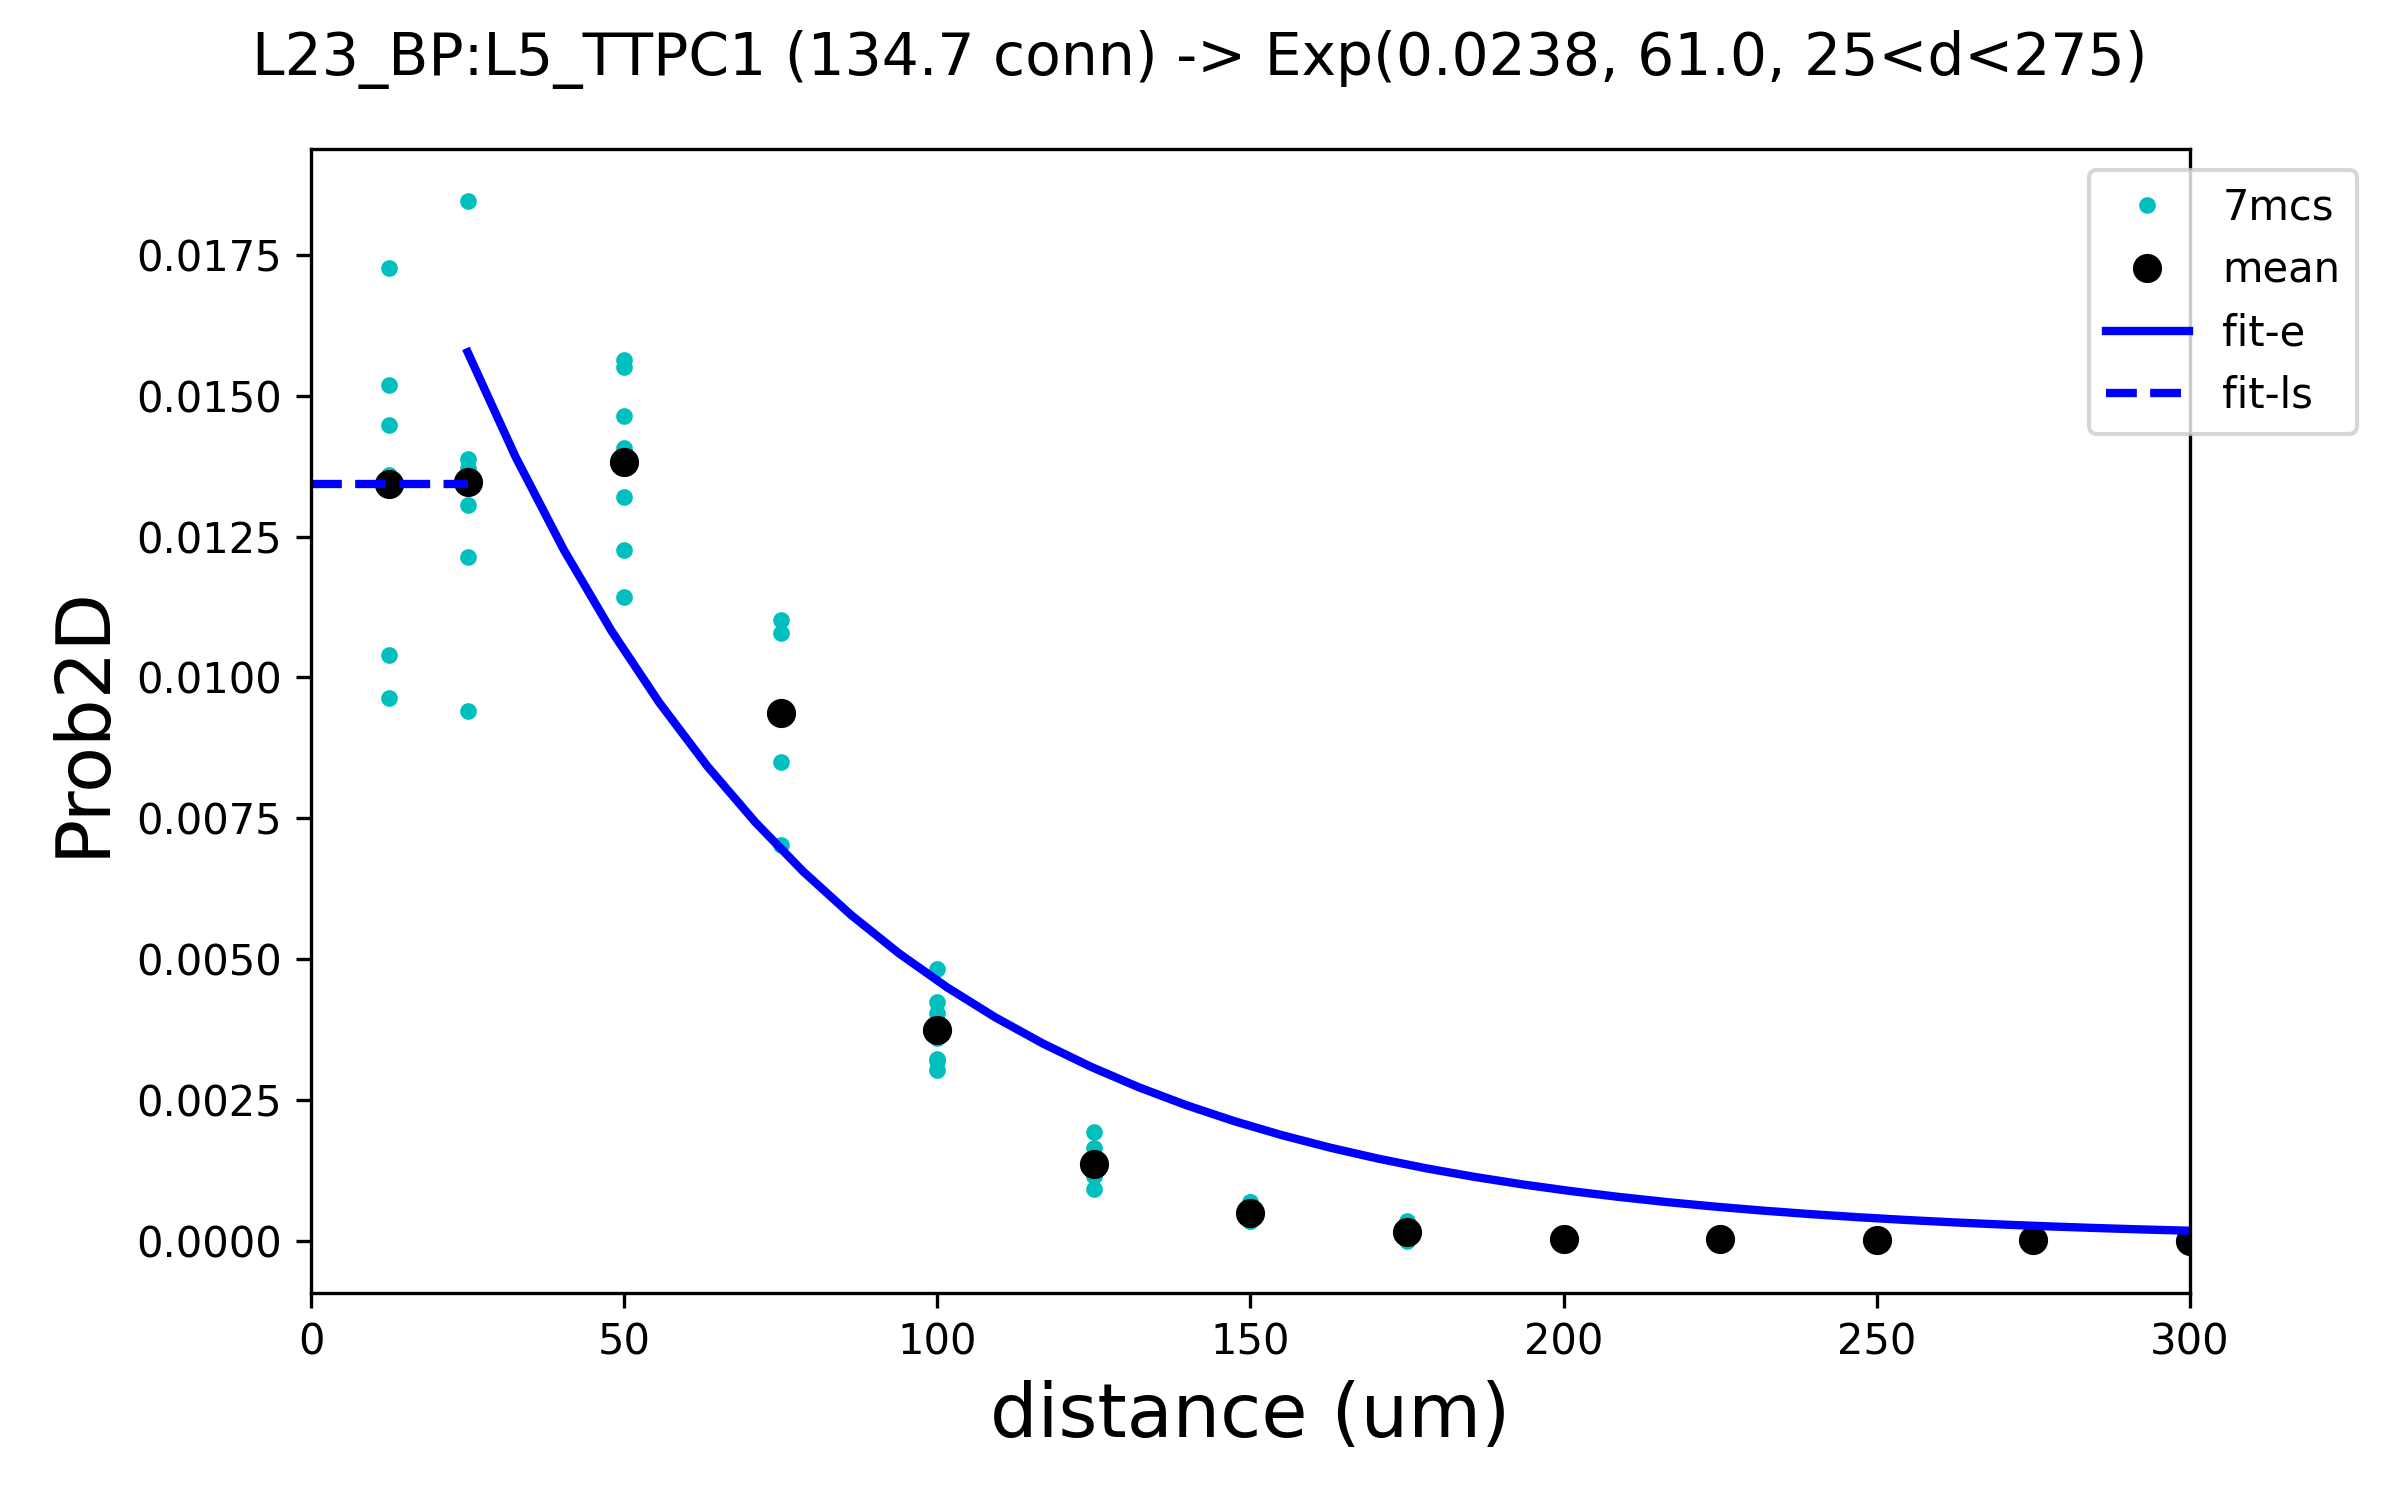 L23_BP:L5_TTPC1 (134.7 conn) -> Exp(0.0238, 61.0, 25<d<275)
7mcs
mean
fit-e
fit-ls
Prob2D
0.0175
0.0150
0.0125
0.0100
0.0075
0.0050
0.0025
0.0000
0 50 100 150 200 250 300
distance (um)